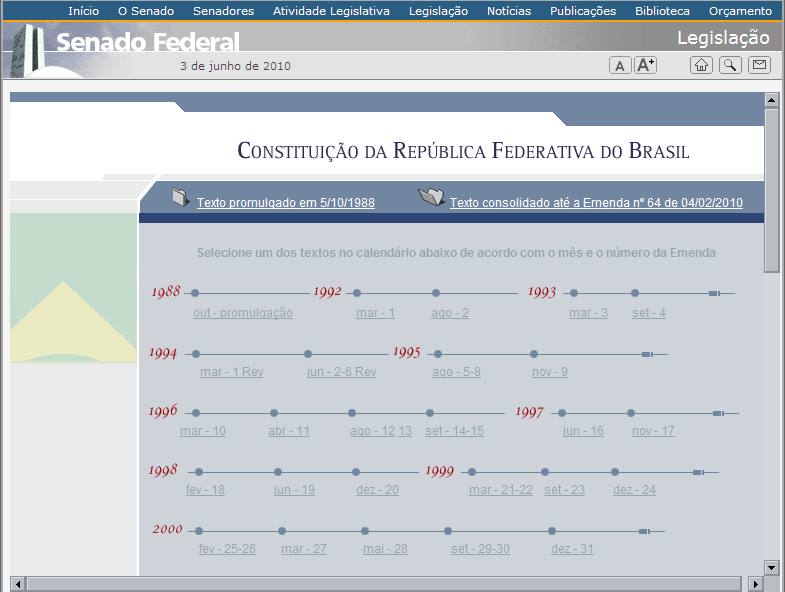 Início O Senado Senadores Atividade Legislativa Legislação Notícias Publicações Biblioteca Orçamento
Senado Federal
Legislação
3 de junho de 2010
A A+
CONSTITUIÇÃO DA REPÚBLICA FEDERATIVA DO BRASIL
Texto promulgado em 5/10/1988 Texto consolidado até a Emenda nº 64 de 04/02/2010
Selecione um dos textos no calendário abaixo de acordo com o mês e o número da Emenda
1988 1992 1993
out - promulgação mar - 1 ago - 2 mar - 3 set - 4
1994 1995
mar - 1 Rev jun - 2-6 Rev ago - 5-8 nov - 9
1996 1997
mar - 10 abr - 11 ago - 12 13 set - 14-15 jun - 16 nov - 17
1998 1999
fev - 18 jun - 19 dez - 20 mar - 21-22 set - 23 dez - 24
2000
fev - 25-26 mar - 27 mai - 28 set - 29-30 dez - 31